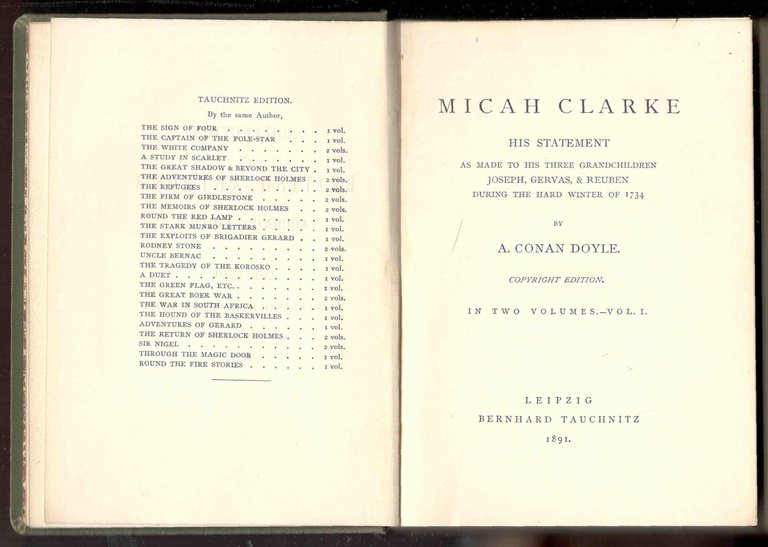 TAUCHNITZ EDITION.
By the same Author,
THE SIGN OF FOUR . . . . . . . . 1 vol.
THE CAPTAIN OF THE POLE-STAR . . . 1 vol.
THE WHITE COMPANY . . . . . . . 2 vols.
A STUDY IN SCARLET . . . . . . . 1 vol.
THE GREAT SHADOW & BEYOND THE CITY . 1 vol.
THE ADVENTURES OF SHERLOCK HOLMES . 2 vols.
THE REFUGEES . . . . . . . . . 2 vols.
THE FIRM OF GIRDLESTONE . . . . . 2 vols.
THE MEMOIRS OF SHERLOCK HOLMES . . 2 vols.
ROUND THE RED LAMP . . . . . . . 1 vol.
THE STARK MUNRO LETTERS . . . . . 1 vol.
THE EXPLOITS OF BRIGADIER GERARD . . 1 vol.
RODNEY STONE . . . . . . . . . 2 vols.
UNCLE BERNAC . . . . . . . . . 1 vol.
THE TRAGEDY OF THE KOROSKO . . . . 1 vol.
A DUET . . . . . . . . . . . 1 vol.
THE GREEN FLAG, ETC. . . . . . . . 1 vol.
THE GREAT BOER WAR . . . . . . . 2 vols.
THE WAR IN SOUTH AFRICA . . . . . 1 vol.
THE HOUND OF THE BASKERVILLES . . . 1 vol.
ADVENTURES OF GERARD . . . . . . 1 vol.
THE RETURN OF SHERLOCK HOLMES . . . 2 vols.
SIR NIGEL . . . . . . . . . . 2 vols.
THROUGH THE MAGIC DOOR . . . . . 1 vol.
ROUND THE FIRE STORIES . . . . . . 1 vol.
MICAH CLARKE
HIS STATEMENT
AS MADE TO HIS THREE GRANDCHILDREN
JOSEPH, GERVAS, & REUBEN
DURING THE HARD WINTER OF 1734
BY
A. CONAN DOYLE.
COPYRIGHT EDITION.
IN TWO VOLUMES.—VOL. I.
LEIPZIG
BERNHARD TAUCHNITZ
1891.